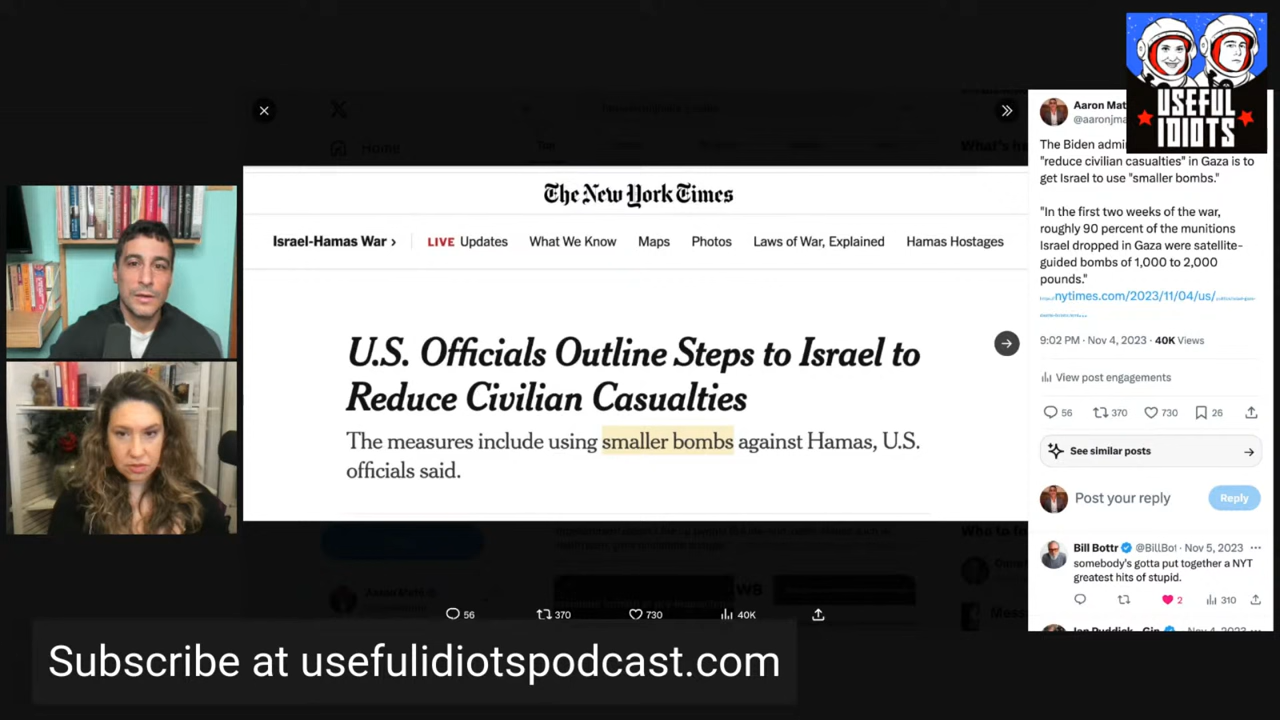 USEFUL
IDIOTS
Home
Top
The New York Times
Israel-Hamas War >
LIVE Updates
What We Know
Maps
Photos
Laws of War, Explained
Hamas Hostages
U.S. Officials Outline Steps to Israel to
Reduce Civilian Casualties
The measures include using smaller bombs against Hamas, U.S.
officials said.
56
370
730
40K
Aaron Mat
@aaronjma
The Biden admi
"reduce civilian casualties" in Gaza is to
get Israel to use "smaller bombs."
"In the first two weeks of the war,
roughly 90 percent of the munitions
Israel dropped in Gaza were satellite-
guided bombs of 1,000 to 2,000
pounds."
nytimes.com/2023/11/04/us/
9:02 PM · Nov 4, 2023 · 40K Views
View post engagements
56
370
730
26
See similar posts
Post your reply
Reply
Bill Bottr @BillBo! · Nov 5, 2023 ···
somebody's gotta put together a NYT
greatest hits of stupid.
2
310
Subscribe at usefulidiotspodcast.com